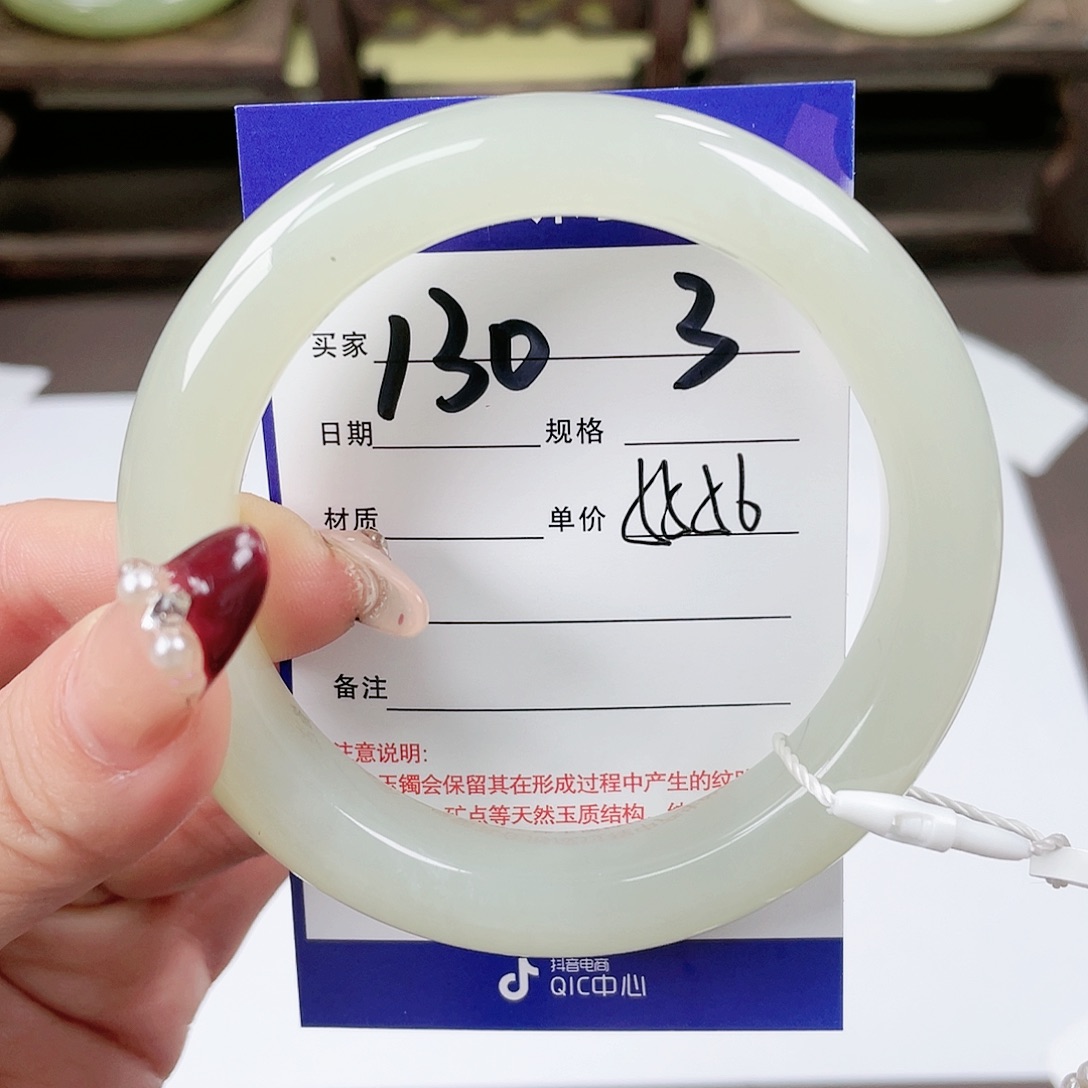 买家 130 3
日期 规格
材质 单价
备注
注意说明:
玉镯会保留其在形成过程中产生的纹
矿点等天然玉质结构
抖音电商
QIC中心